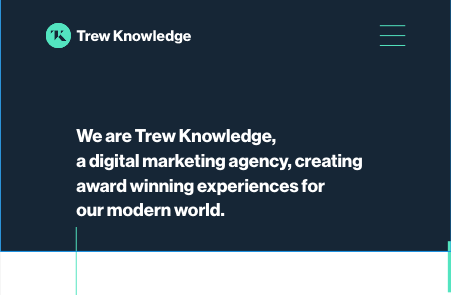 Trew Knowledge
We are Trew Knowledge,
a digital marketing agency, creating
award winning experiences for
our modern world.